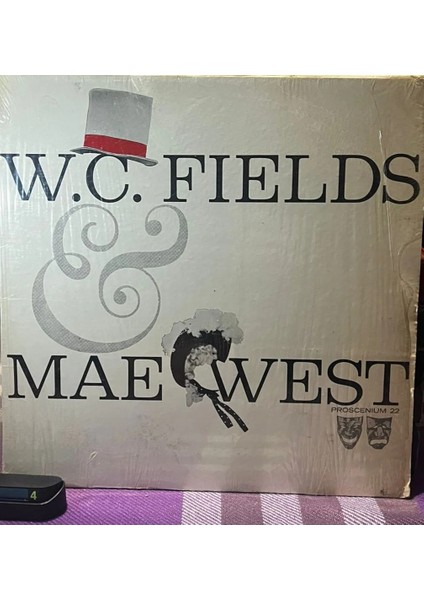 W.C. FIELDS
&
MAE WEST
PROSCENIUM 22
4